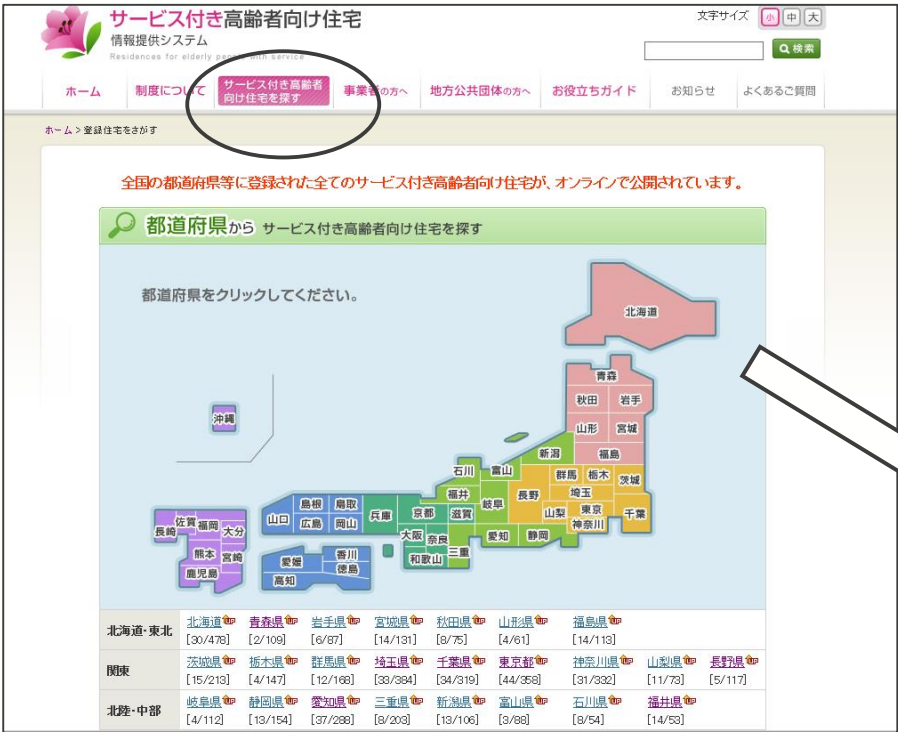 サービス付き高齢者向け住宅
情報提供システム
Residences for elderly people with service
文字サイズ 小 中 大
検索
ホーム 制度について サービス付き高齢者向け住宅を探す 事業者の方へ 地方公共団体の方へ お役立ちガイド お知らせ よくあるご質問
ホーム > 登録住宅をさがす
全国の都道府県等に登録された全てのサービス付き高齢者向け住宅が、オンラインで公開されています。
都道府県から サービス付き高齢者向け住宅を探す
都道府県をクリックしてください。
北海道
青森
秋田 岩手
山形 宮城
福島
沖縄
新潟
石川 富山
群馬 栃木 茨城
福井 岐阜 長野 埼玉
島根 鳥取 兵庫 京都 滋賀 山梨 東京 千葉
山口 広島 岡山 神奈川
長崎 佐賀 福岡 大分
大阪 奈良 愛知 静岡
熊本 宮崎
愛媛 香川 和歌山 三重
鹿児島
高知 徳島
北海道・東北 北海道 青森県 岩手県 宮城県 秋田県 山形県 福島県
[30/478] [2/109] [6/87] [14/131] [8/75] [4/61] [14/113]
関東 茨城県 栃木県 群馬県 埼玉県 千葉県 東京都 神奈川県 山梨県 長野県
[15/213] [4/147] [12/168] [33/384] [34/319] [44/358] [31/332] [11/73] [5/117]
北陸・中部 岐阜県 静岡県 愛知県 三重県 新潟県 富山県 石川県 福井県
[4/112] [13/154] [37/288] [8/203] [13/106] [3/88] [8/54] [14/53]